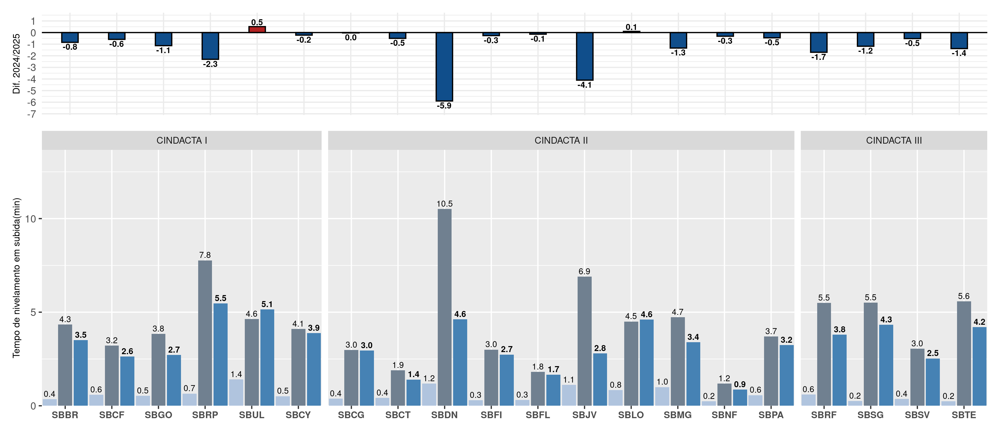 Dif. 2024/2025
1
0
-1
-2
-3
-4
-5
-6
-7
-0.8
-0.6
-1.1
-2.3
0.5
-0.2
0.0
-0.5
-5.9
-0.3
-0.1
-4.1
0.1
-1.3
-0.3
-0.5
-1.7
-1.2
-0.5
-1.4
CINDACTA I
CINDACTA II
CINDACTA III
Tempo de nivelamento em subida(min)
10
5
0
0.4 4.3 3.5
0.6 3.2 2.6
0.5 3.8 2.7
0.7 7.8 5.5
1.4 4.6 5.1
0.5 4.1 3.9
0.4 3.0 3.0
0.4 1.9 1.4
1.2 10.5 4.6
0.3 3.0 2.7
0.3 1.8 1.7
1.1 6.9 2.8
0.8 4.5 4.6
1.0 4.7 3.4
0.2 1.2 0.9
0.6 3.7 3.2
0.6 5.5 3.8
0.2 5.5 4.3
0.4 3.0 2.5
0.2 5.6 4.2
SBBR SBCF SBGO SBRP SBUL SBCY SBCG SBCT SBDN SBFI SBFL SBJV SBLO SBMG SBNF SBPA SBRF SBSG SBSV SBTE